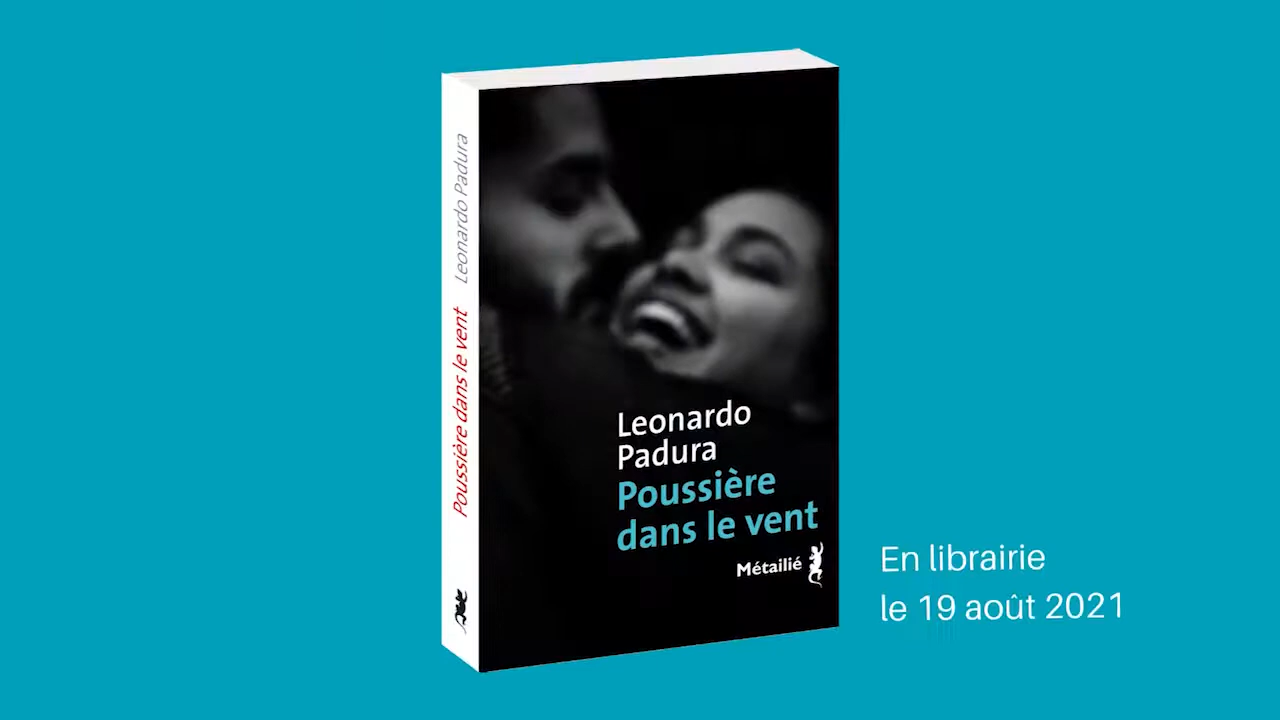 Leonardo Padura
Poussière dans le vent
Leonardo
Padura
Poussière
dans le vent
Métailié
En librairie
le 19 août 2021